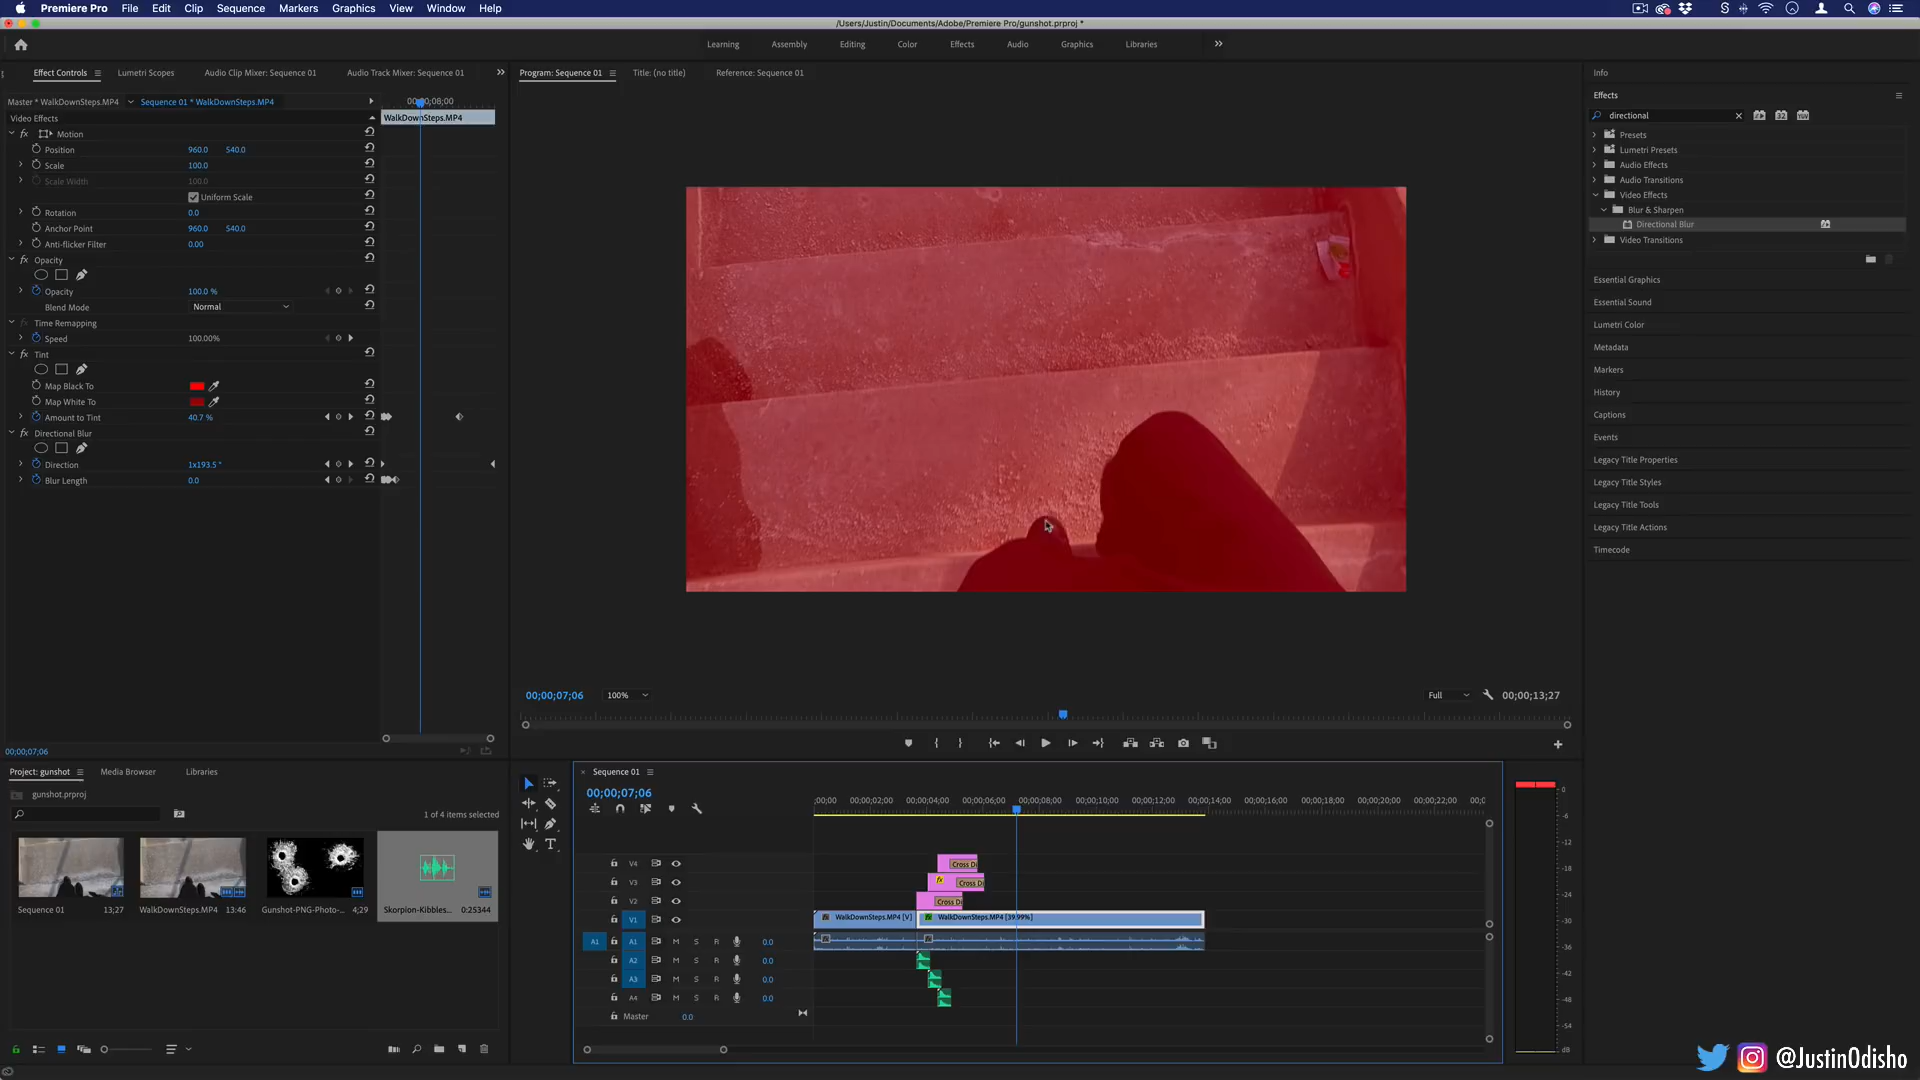 Premiere Pro File Edit Clip Sequence Markers Graphics View Window Help
/Users/Justin/Documents/Adobe/Premiere Pro/gunshot.prproj *
Learning Assembly Editing Color Effects Audio Graphics Libraries
Effect Controls Lumetri Scopes Audio Clip Mixer: Sequence 01 Audio Track Mixer: Sequence 01
Program: Sequence 01 Title: (no title) Reference: Sequence 01
Master * WalkDownSteps.MP4 Sequence 01 * WalkDownSteps.MP4
Video Effects WalkDownSteps.MP4
Motion
Position 960.0 540.0
Scale 100.0
Scale Width 100.0
Uniform Scale
Rotation 0.0
Anchor Point 960.0 540.0
Anti-flicker Filter 0.00
Opacity
Opacity 100.0 %
Blend Mode Normal
Time Remapping
Speed 100.00%
Tint
Map Black To
Map White To
Amount to Tint 40.7 %
Directional Blur
Direction 1x193.5 °
Blur Length 0.0
00;00;07;06
00;00;07;06 100% Full 00;00;13;27
Info
Effects
directional
Presets
Lumetri Presets
Audio Effects
Audio Transitions
Video Effects
Blur & Sharpen
Directional Blur
Video Transitions
Essential Graphics
Essential Sound
Lumetri Color
Metadata
Markers
History
Captions
Events
Legacy Title Properties
Legacy Title Styles
Legacy Title Tools
Legacy Title Actions
Timecode
Project: gunshot Media Browser Libraries
gunshot.prproj
1 of 4 items selected
Sequence 01 13;27 WalkDownSteps.MP4 13:46 Gunshot-PNG-Photo-... 4;29 Skorpion-Kibbles... 0:25344
Sequence 01
00;00;07;06
;00;00 00;00;02;00 00;00;04;00 00;00;06;00 00;00;08;00 00;00;10;00 00;00;12;00 00;00;14;00 00;00;16;00 00;00;18;00 00;00;20;00 00;00;22;00
V4 Cross Di
V3 fx Cross Di
V2 Cross Di
V1 WalkDownSteps.MP4 [V] WalkDownSteps.MP4 [39.99%]
A1 A1 M S R 0.0
A2 M S R 0.0
A3 M S R 0.0
A4 M S R 0.0
Master 0.0
0
-6
-12
-18
-24
-30
-36
-42
-48
-54
dB
@JustinOdisho